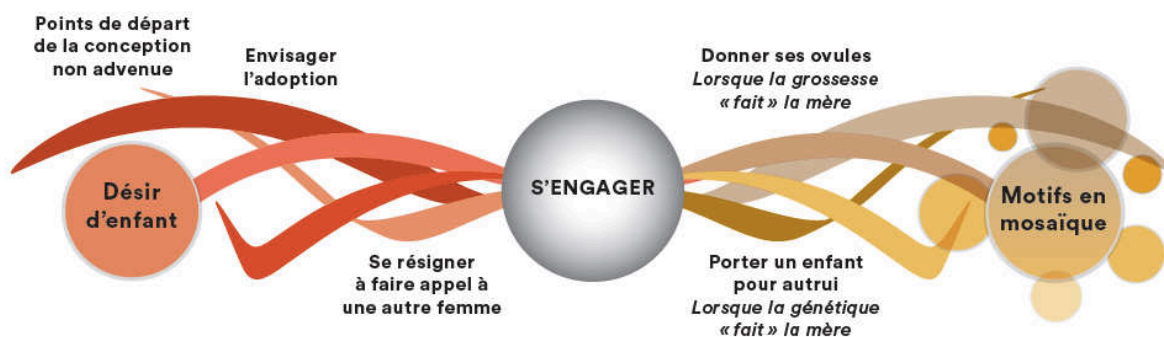 Points de départ
de la conception
non advenue
Envisager
l’adoption
Désir
d’enfant
Se résigner
à faire appel à
une autre femme
S’ENGAGER
Donner ses ovules
Lorsque la grossesse
« fait » la mère
Porter un enfant
pour autrui
Lorsque la génétique
« fait » la mère
Motifs en
mosaïque